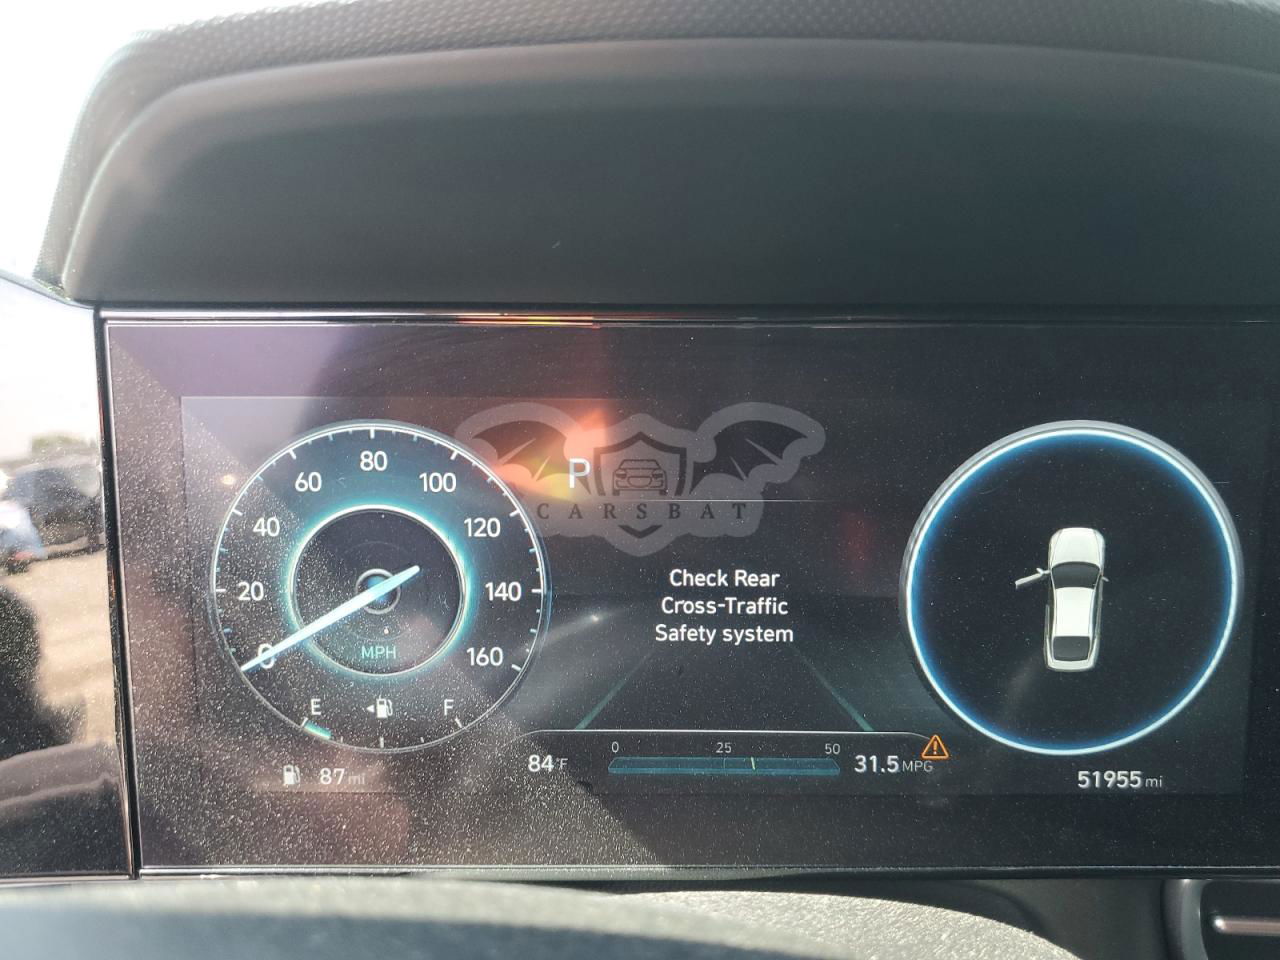 P
CARSBAT
0
20
40
60
80
100
120
140
160
MPH
E
F
87 mi
Check Rear
Cross-Traffic
Safety system
0 25 50
84°F
31.5 MPG
51955 mi